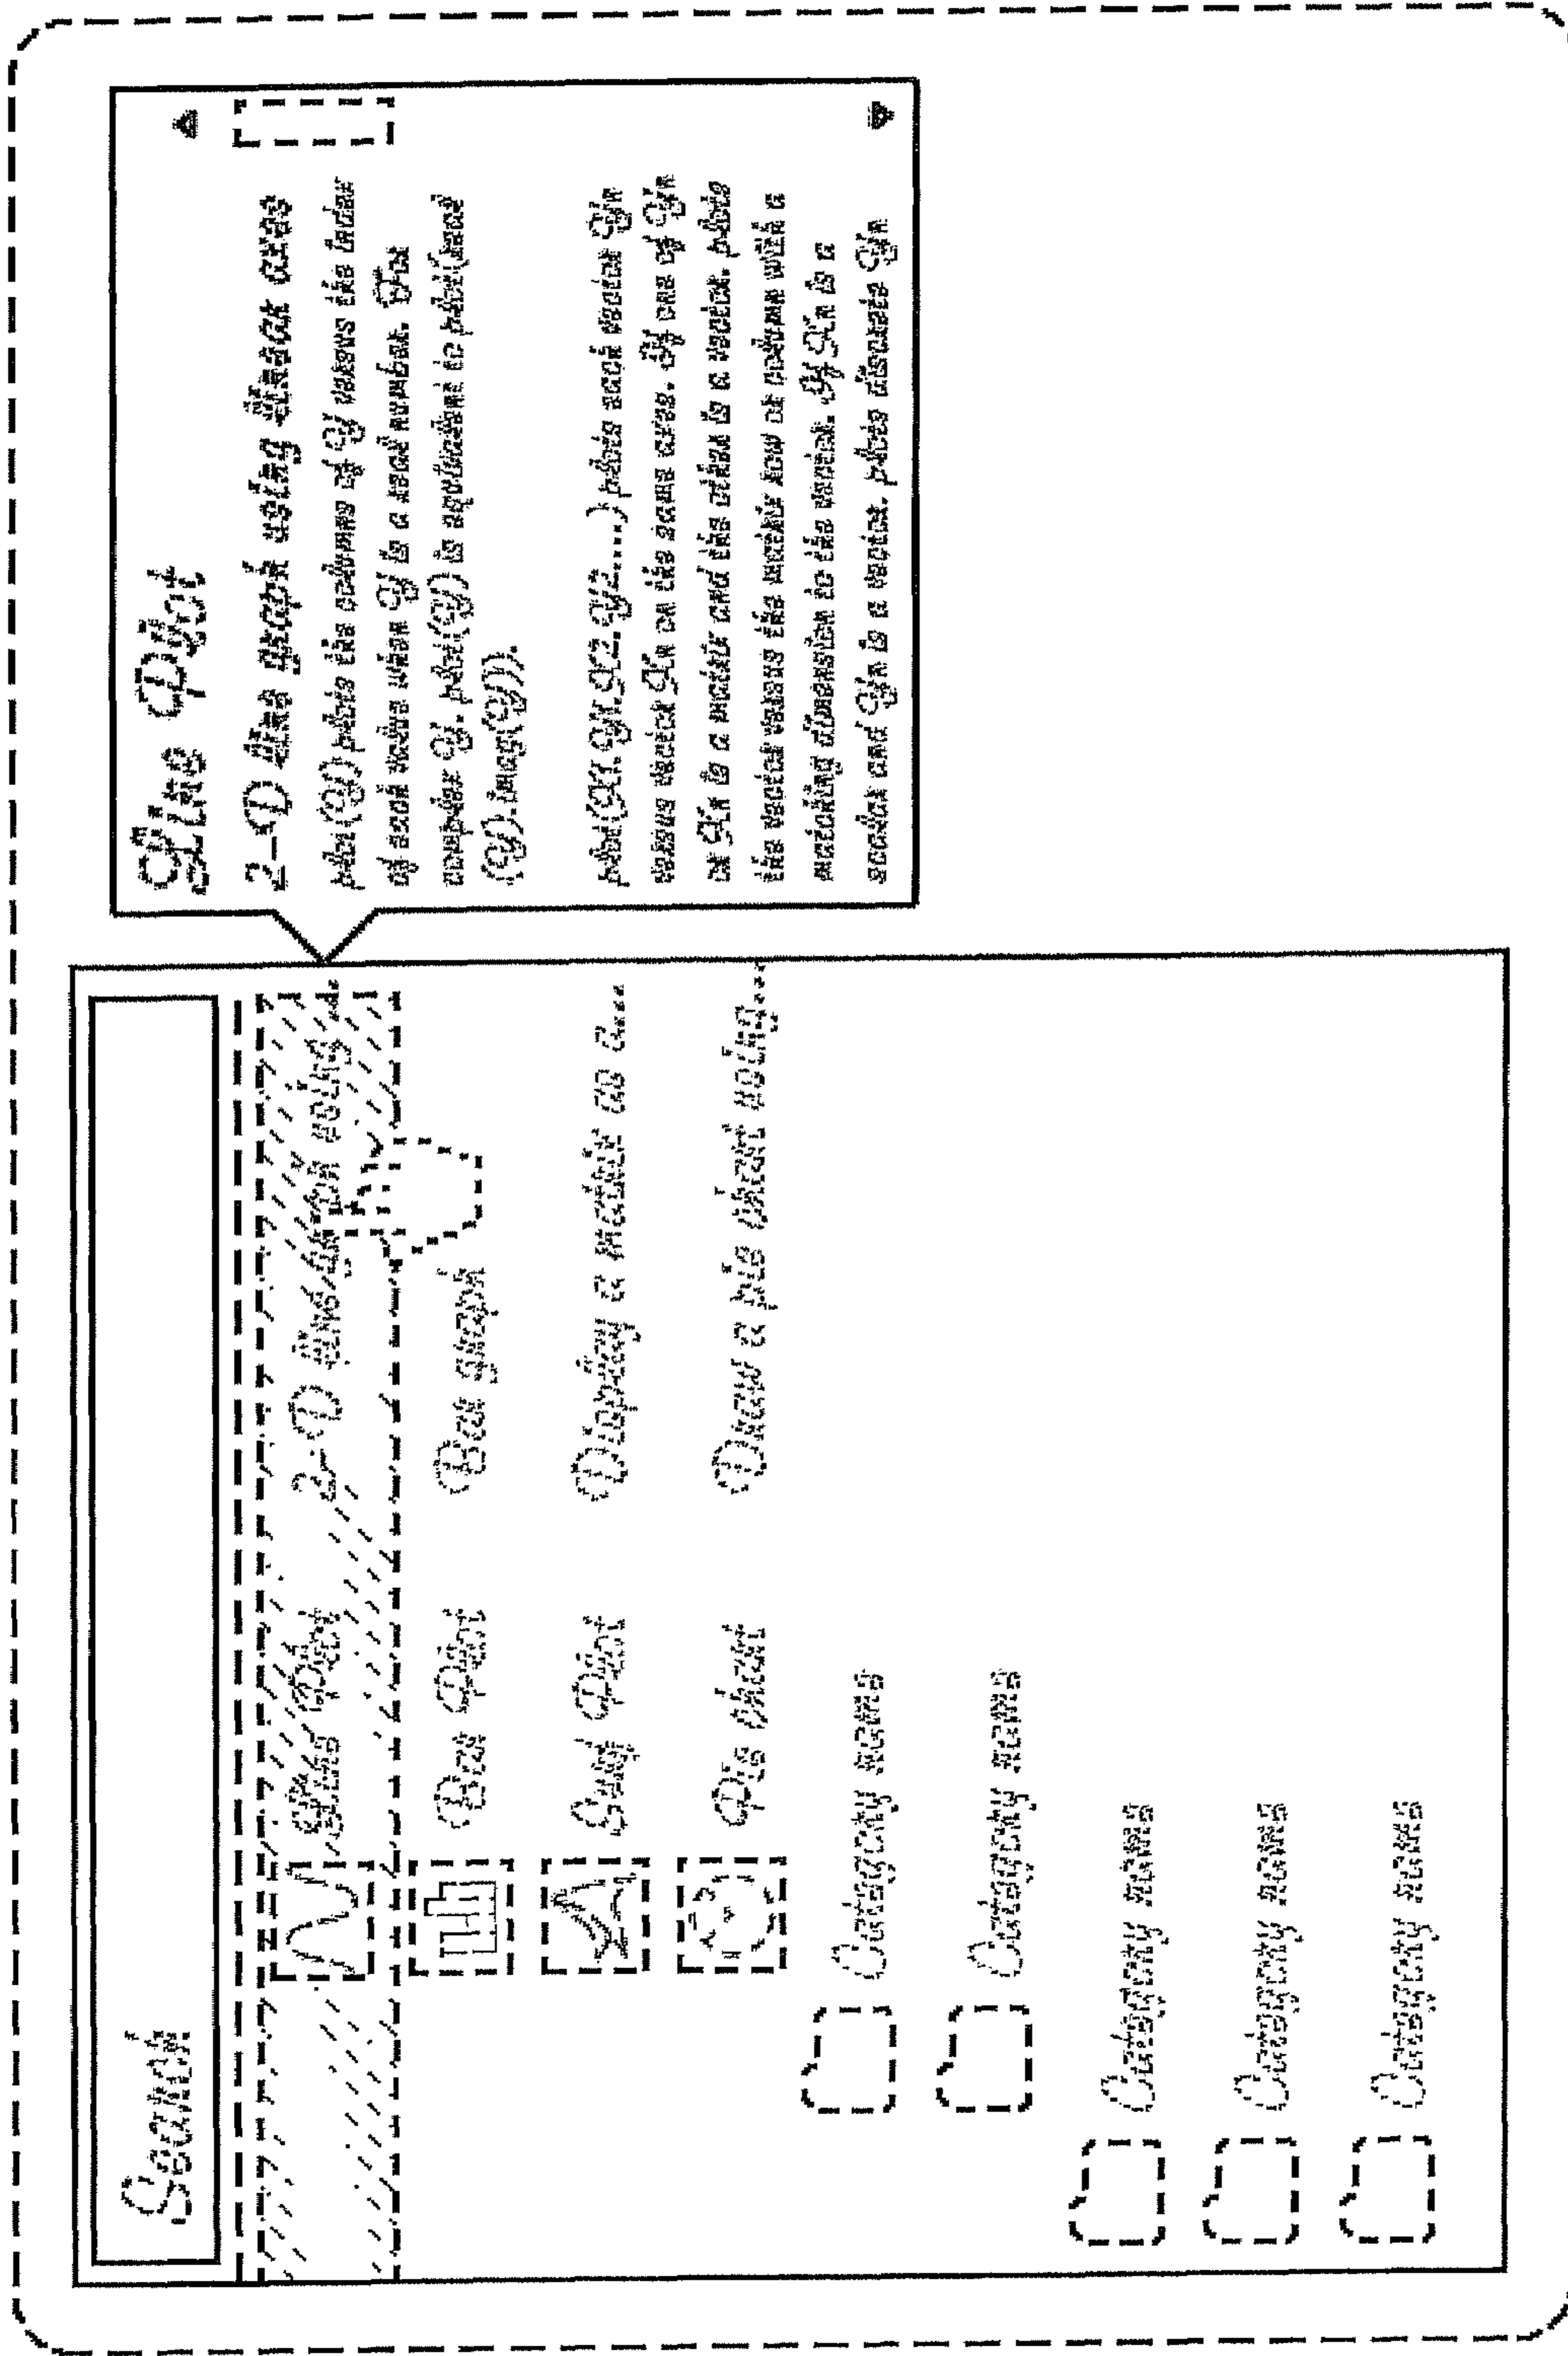 Search
Line Plot 2-D line graph using...
Bar Plot Bar graph
Surf Plot Display a matrix as a...
Pie chart Draw a pie chart using...
Category name
Category name
Category name
Category name
Category name
Line Plot
2-D line graph using linear axes
plot(Y) plots the columns of Y versus the index
of each value when Y is a real number. For
complex Y, plot(Y) is equivalent to plot(real
(Y),imag(Y)).
plot(X1,Y1,X2,Y2,...) plots each vector Yn
versus vector Xn on the same axes. If one of Yn
or Xn is a matrix and the other is a vector, plots
the vector versus the matrix row or column with a
matching dimension to the vector. If Xn is a
scalar and Yn is a vector, plots discrete Yn